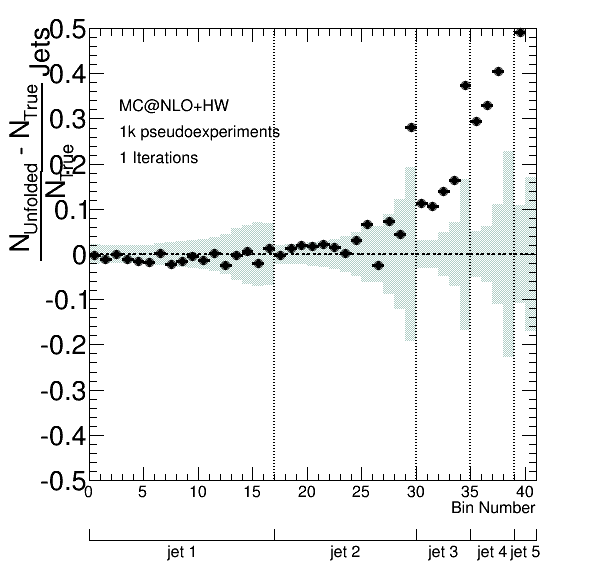 N_Unfolded - N_True
N_True
Jets
0.5
0.4
0.3
0.2
0.1
0
-0.1
-0.2
-0.3
-0.4
-0.5
MC@NLO+HW
1k pseudoexperiments
1 Iterations
0 5 10 15 20 25 30 35 40
Bin Number
jet 1 jet 2 jet 3 jet 4 jet 5